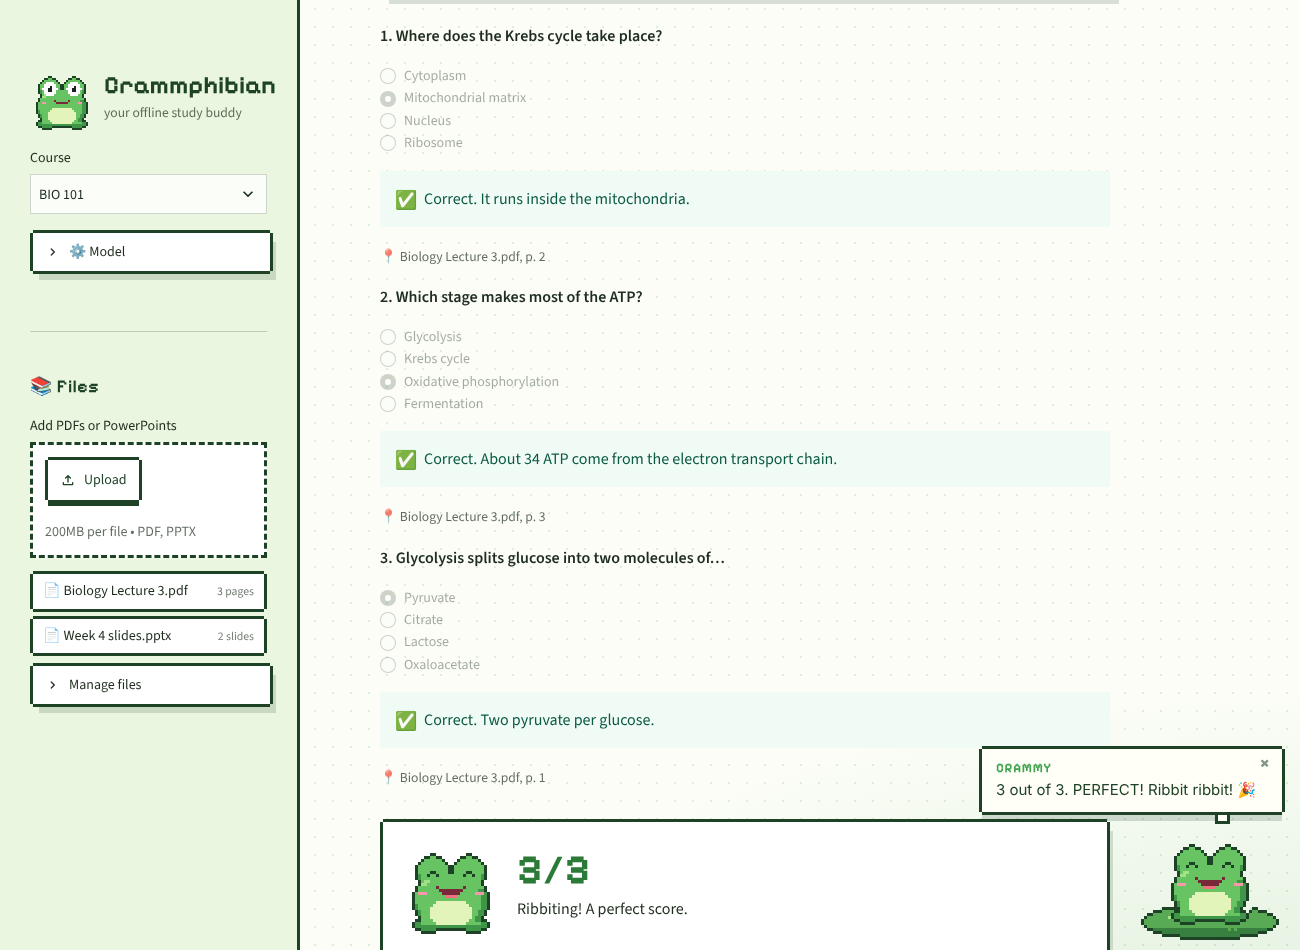 Crammphibian
your offline study buddy
Course
BIO 101
Model
Files
Add PDFs or PowerPoints
Upload
200MB per file • PDF, PPTX
Biology Lecture 3.pdf 3 pages
Week 4 slides.pptx 2 slides
Manage files
1. Where does the Krebs cycle take place?
Cytoplasm
Mitochondrial matrix
Nucleus
Ribosome
Correct. It runs inside the mitochondria.
Biology Lecture 3.pdf, p. 2
2. Which stage makes most of the ATP?
Glycolysis
Krebs cycle
Oxidative phosphorylation
Fermentation
Correct. About 34 ATP come from the electron transport chain.
Biology Lecture 3.pdf, p. 3
3. Glycolysis splits glucose into two molecules of…
Pyruvate
Citrate
Lactose
Oxaloacetate
Correct. Two pyruvate per glucose.
Biology Lecture 3.pdf, p. 1
CRAMMY
3 out of 3. PERFECT! Ribbit ribbit! 🎉
3/3
Ribbiting! A perfect score.